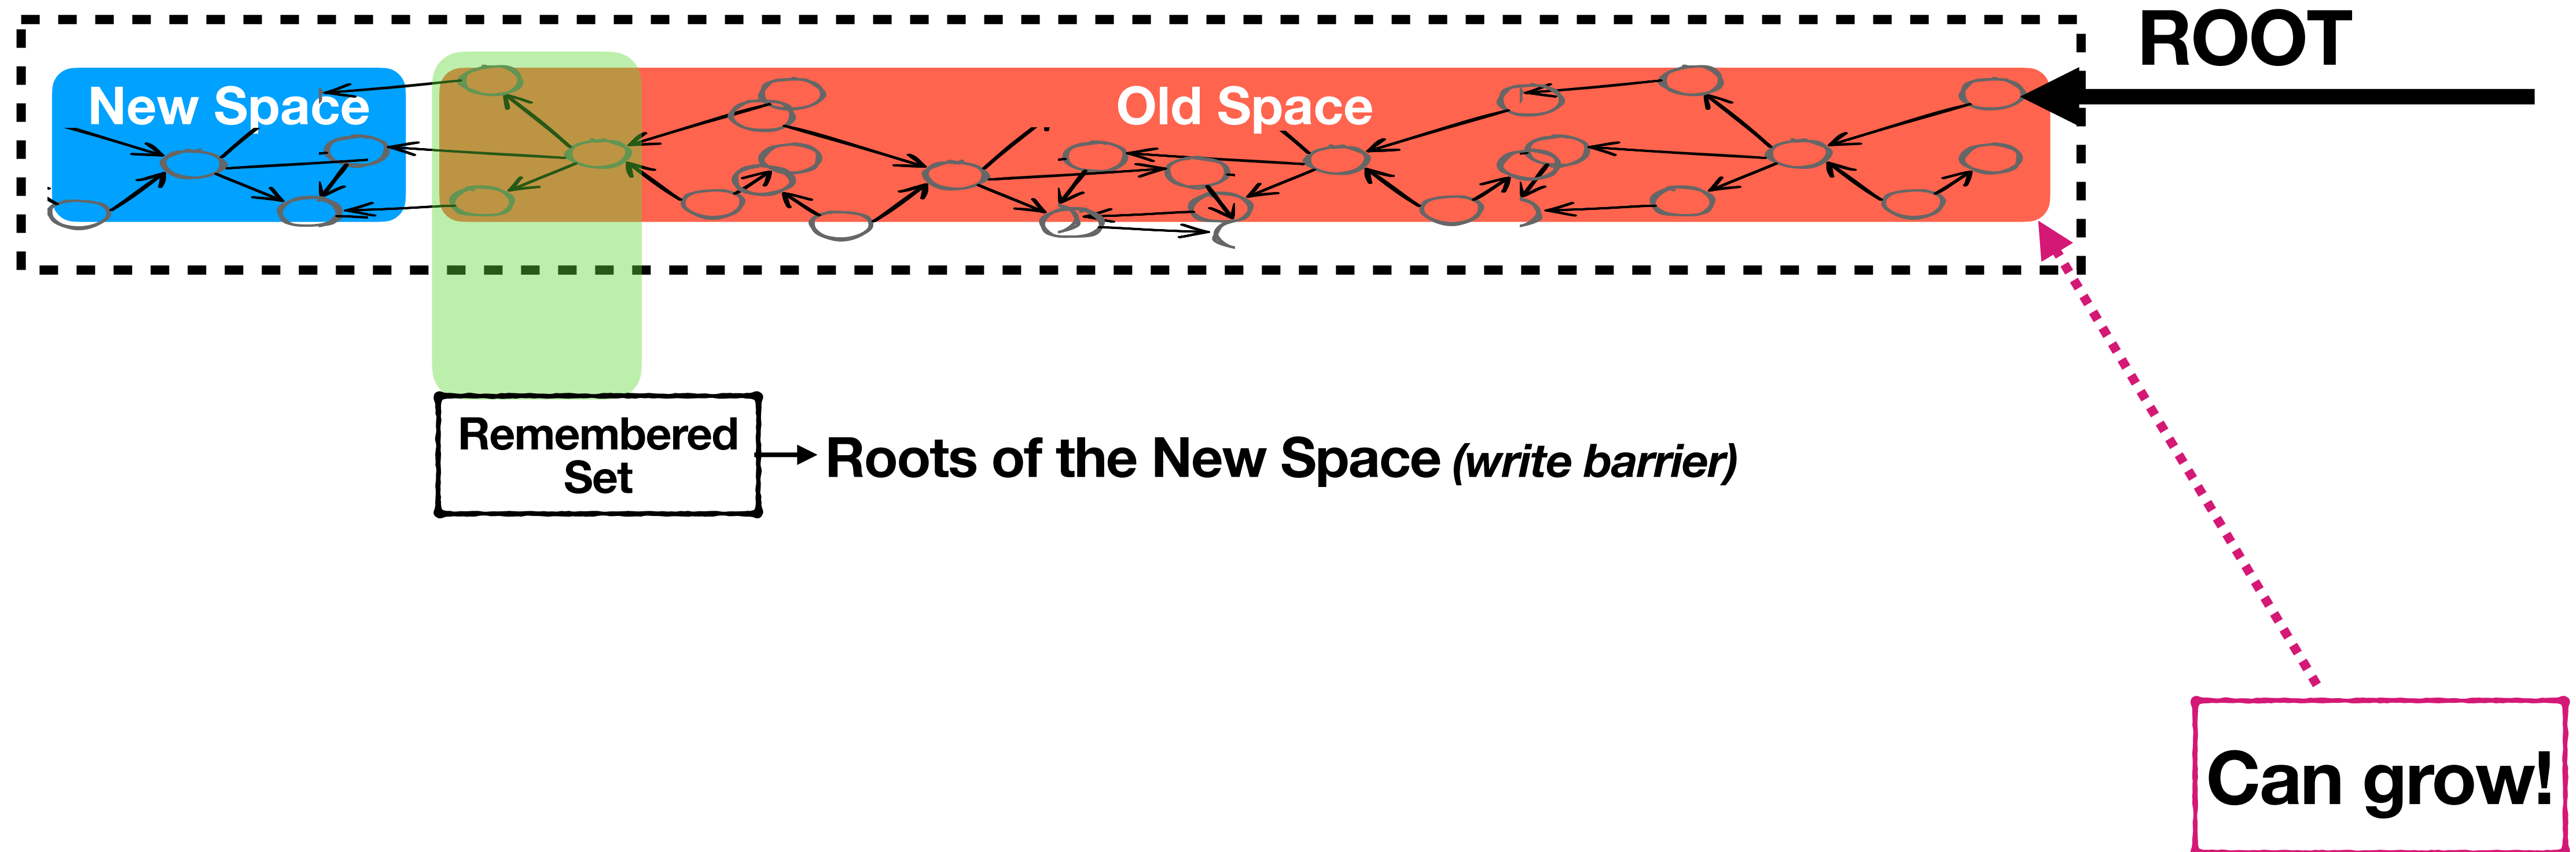 ROOT
New Space
Old Space
Remembered
Set
Roots of the New Space (write barrier)
Can grow!